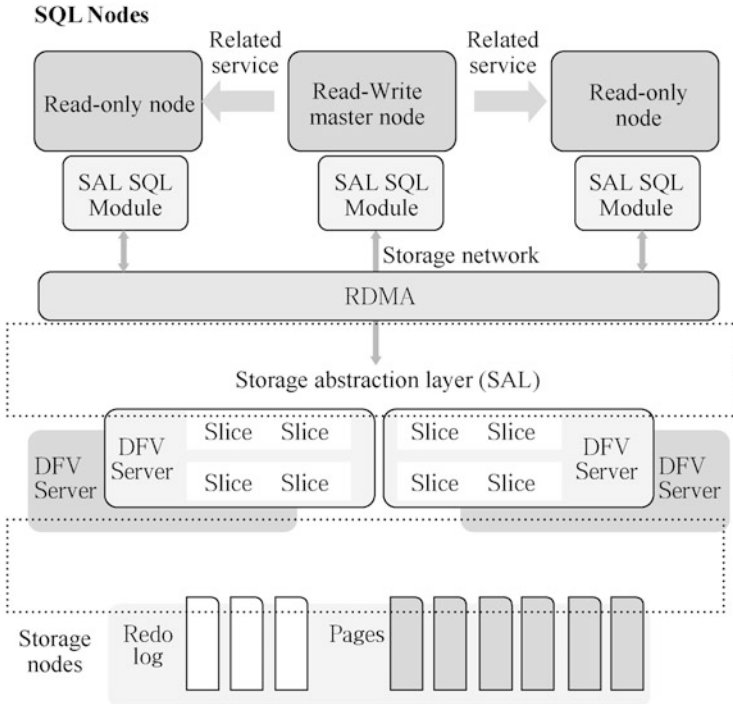 SQL Nodes
Related
service
Related
service
Read-only node
Read-Write
master node
Read-only
node
SAL SQL
Module
SAL SQL
Module
SAL SQL
Module
Storage network
RDMA
Storage abstraction layer (SAL)
DFV
Server
DFV
Server
Slice Slice
Slice Slice
Slice Slice
Slice Slice
DFV
Server
DFV
Server
Storage
nodes
Redo
log
Pages